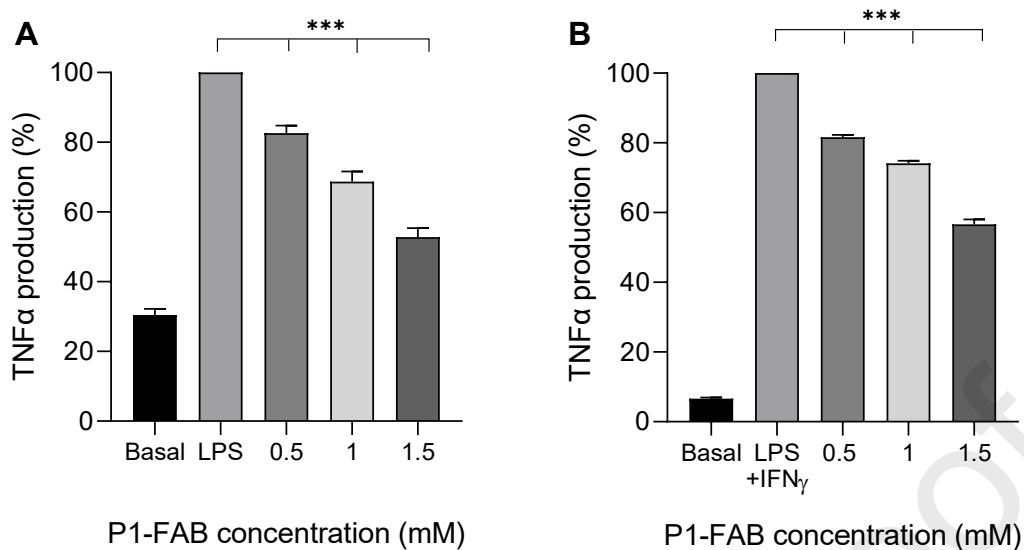 A
***
TNFα production (%)
100
80
60
40
20
0
Basal LPS 0.5 1 1.5
P1-FAB concentration (mM)
B
***
TNFα production (%)
100
80
60
40
20
0
Basal LPS 0.5 1 1.5
+IFNγ
P1-FAB concentration (mM)